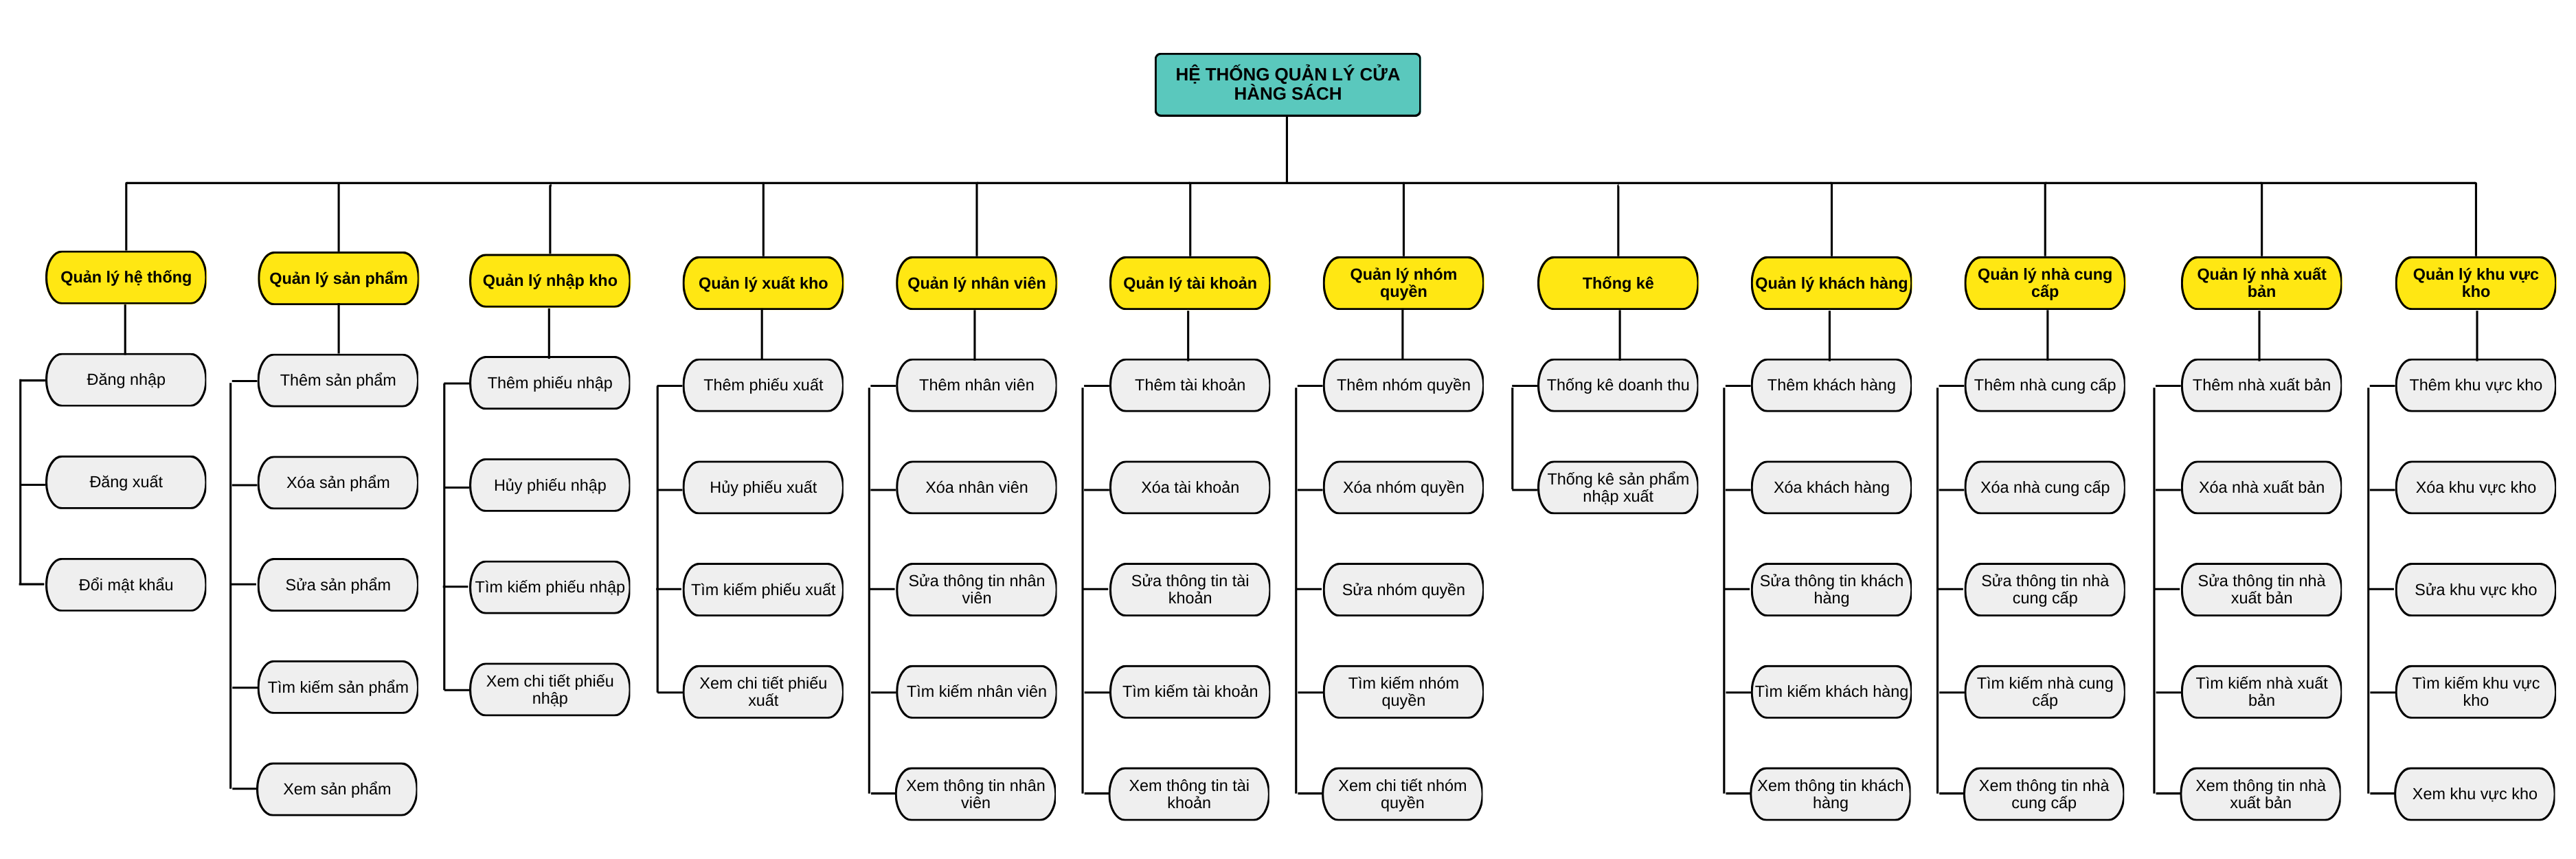 HỆ THỐNG QUẢN LÝ CỬA
HÀNG SÁCH
Quản lý hệ thống
Đăng nhập
Đăng xuất
Đổi mật khẩu
Quản lý sản phẩm
Thêm sản phẩm
Xóa sản phẩm
Sửa sản phẩm
Tìm kiếm sản phẩm
Xem sản phẩm
Quản lý nhập kho
Thêm phiếu nhập
Hủy phiếu nhập
Tìm kiếm phiếu nhập
Xem chi tiết phiếu
nhập
Quản lý xuất kho
Thêm phiếu xuất
Hủy phiếu xuất
Tìm kiếm phiếu xuất
Xem chi tiết phiếu
xuất
Quản lý nhân viên
Thêm nhân viên
Xóa nhân viên
Sửa thông tin nhân
viên
Tìm kiếm nhân viên
Xem thông tin nhân
viên
Quản lý tài khoản
Thêm tài khoản
Xóa tài khoản
Sửa thông tin tài
khoản
Tìm kiếm tài khoản
Xem thông tin tài
khoản
Quản lý nhóm
quyền
Thêm nhóm quyền
Xóa nhóm quyền
Sửa nhóm quyền
Tìm kiếm nhóm
quyền
Xem chi tiết nhóm
quyền
Thống kê
Thống kê doanh thu
Thống kê sản phẩm
nhập xuất
Quản lý khách hàng
Thêm khách hàng
Xóa khách hàng
Sửa thông tin khách
hàng
Tìm kiếm khách hàng
Xem thông tin khách
hàng
Quản lý nhà cung
cấp
Thêm nhà cung cấp
Xóa nhà cung cấp
Sửa thông tin nhà
cung cấp
Tìm kiếm nhà cung
cấp
Xem thông tin nhà
cung cấp
Quản lý nhà xuất
bản
Thêm nhà xuất bản
Xóa nhà xuất bản
Sửa thông tin nhà
xuất bản
Tìm kiếm nhà xuất
bản
Xem thông tin nhà
xuất bản
Quản lý khu vực
kho
Thêm khu vực kho
Xóa khu vực kho
Sửa khu vực kho
Tìm kiếm khu vực
kho
Xem khu vực kho